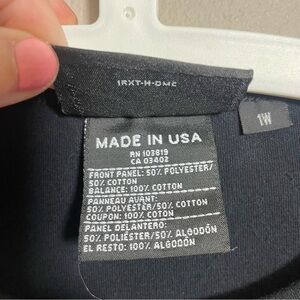 1RXT-H-DMC
1W
MADE IN USA
RN 103819
CA 03402
FRONT PANEL: 50% POLYESTER/
50% COTTON
BALANCE: 100% COTTON
PANNEAU AVANT:
50% POLYESTER/50% COTTON
COUPON: 100% COTTON
PANEL DELANTERO:
50% POLIÉSTER/50% ALGODÓN
EL RESTO: 100% ALGODÓN